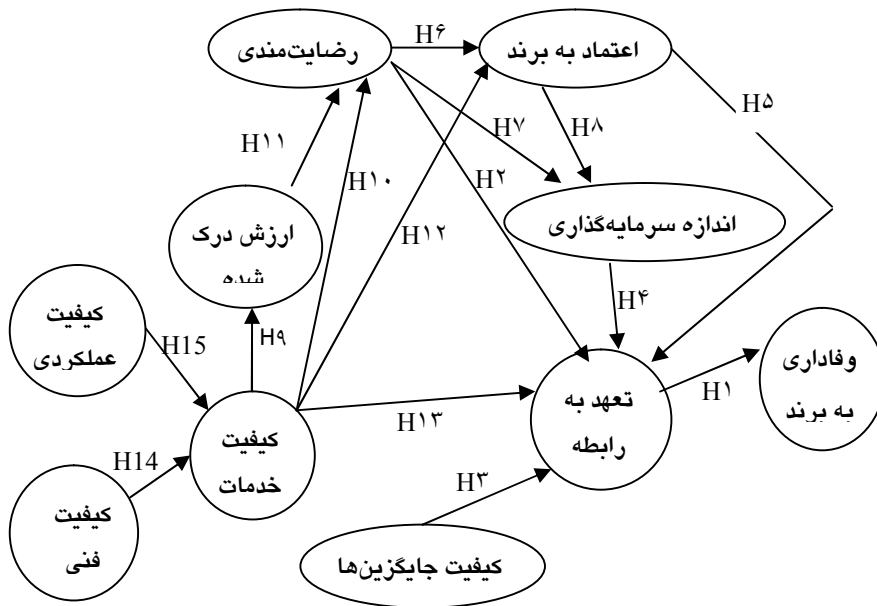 H۶
رضایت‌مندی
اعتماد به برند
H۵
H۷
H۸
H۱۱
H۱۰
H۲
ارزش درک
شده
H۱۲
اندازه سرمایه‌گذاری
کیفیت
عملکردی
H۹
H15
H۴
وفاداری
به برند
تعهد به
رابطه
H۱
H۱۳
کیفیت
خدمات
H14
H۳
کیفیت
فنی
کیفیت جایگزین‌ها